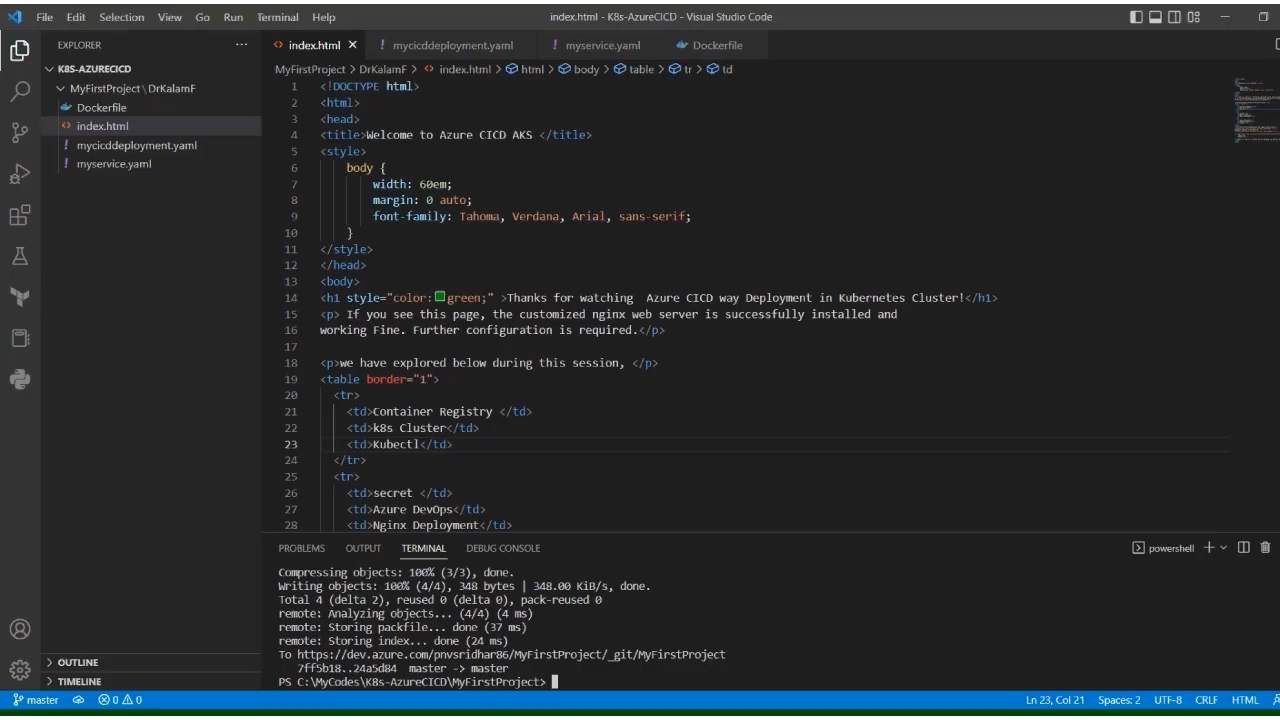 File Edit Selection View Go Run Terminal Help
index.html - K8s-AzureCICD - Visual Studio Code
EXPLORER
K8S-AZURECICD
MyFirstProject \ DrKalamF
Dockerfile
index.html
mycicddeployment.yaml
myservice.yaml
OUTLINE
TIMELINE
index.html mycicddeployment.yaml myservice.yaml Dockerfile
MyFirstProject > DrKalamF > index.html > html > body > table > tr > td
1 <!DOCTYPE html>
2 <html>
3 <head>
4 <title>Welcome to Azure CICD AKS </title>
5 <style>
6 body {
7 width: 60em;
8 margin: 0 auto;
9 font-family: Tahoma, Verdana, Arial, sans-serif;
10 }
11 </style>
12 </head>
13 <body>
14 <h1 style="color:green;" >Thanks for watching  Azure CICD way Deployment in Kubernetes Cluster!</h1>
15 <p> If you see this page, the customized nginx web server is successfully installed and
16 working Fine. Further configuration is required.</p>
17
18 <p>we have explored below during this session, </p>
19 <table border="1">
20 <tr>
21 <td>Container Registry </td>
22 <td>k8s Cluster</td>
23 <td>Kubectl</td>
24 </tr>
25 <tr>
26 <td>secret </td>
27 <td>Azure DevOps</td>
28 <td>Nginx Deployment</td>
PROBLEMS OUTPUT TERMINAL DEBUG CONSOLE
powershell
Compressing objects: 100% (3/3), done.
Writing objects: 100% (4/4), 348 bytes | 348.00 KiB/s, done.
Total 4 (delta 2), reused 0 (delta 0), pack-reused 0
remote: Analyzing objects... (4/4) (4 ms)
remote: Storing packfile... done (37 ms)
remote: Storing index... done (24 ms)
To https://dev.azure.com/pnvsridhar86/MyFirstProject/_git/MyFirstProject
7ff5b18..24a5d84  master -> master
PS C:\MyCodes\K8s-AzureCICD\MyFirstProject>
master 0 0 Ln 23, Col 21 Spaces: 2 UTF-8 CRLF HTML